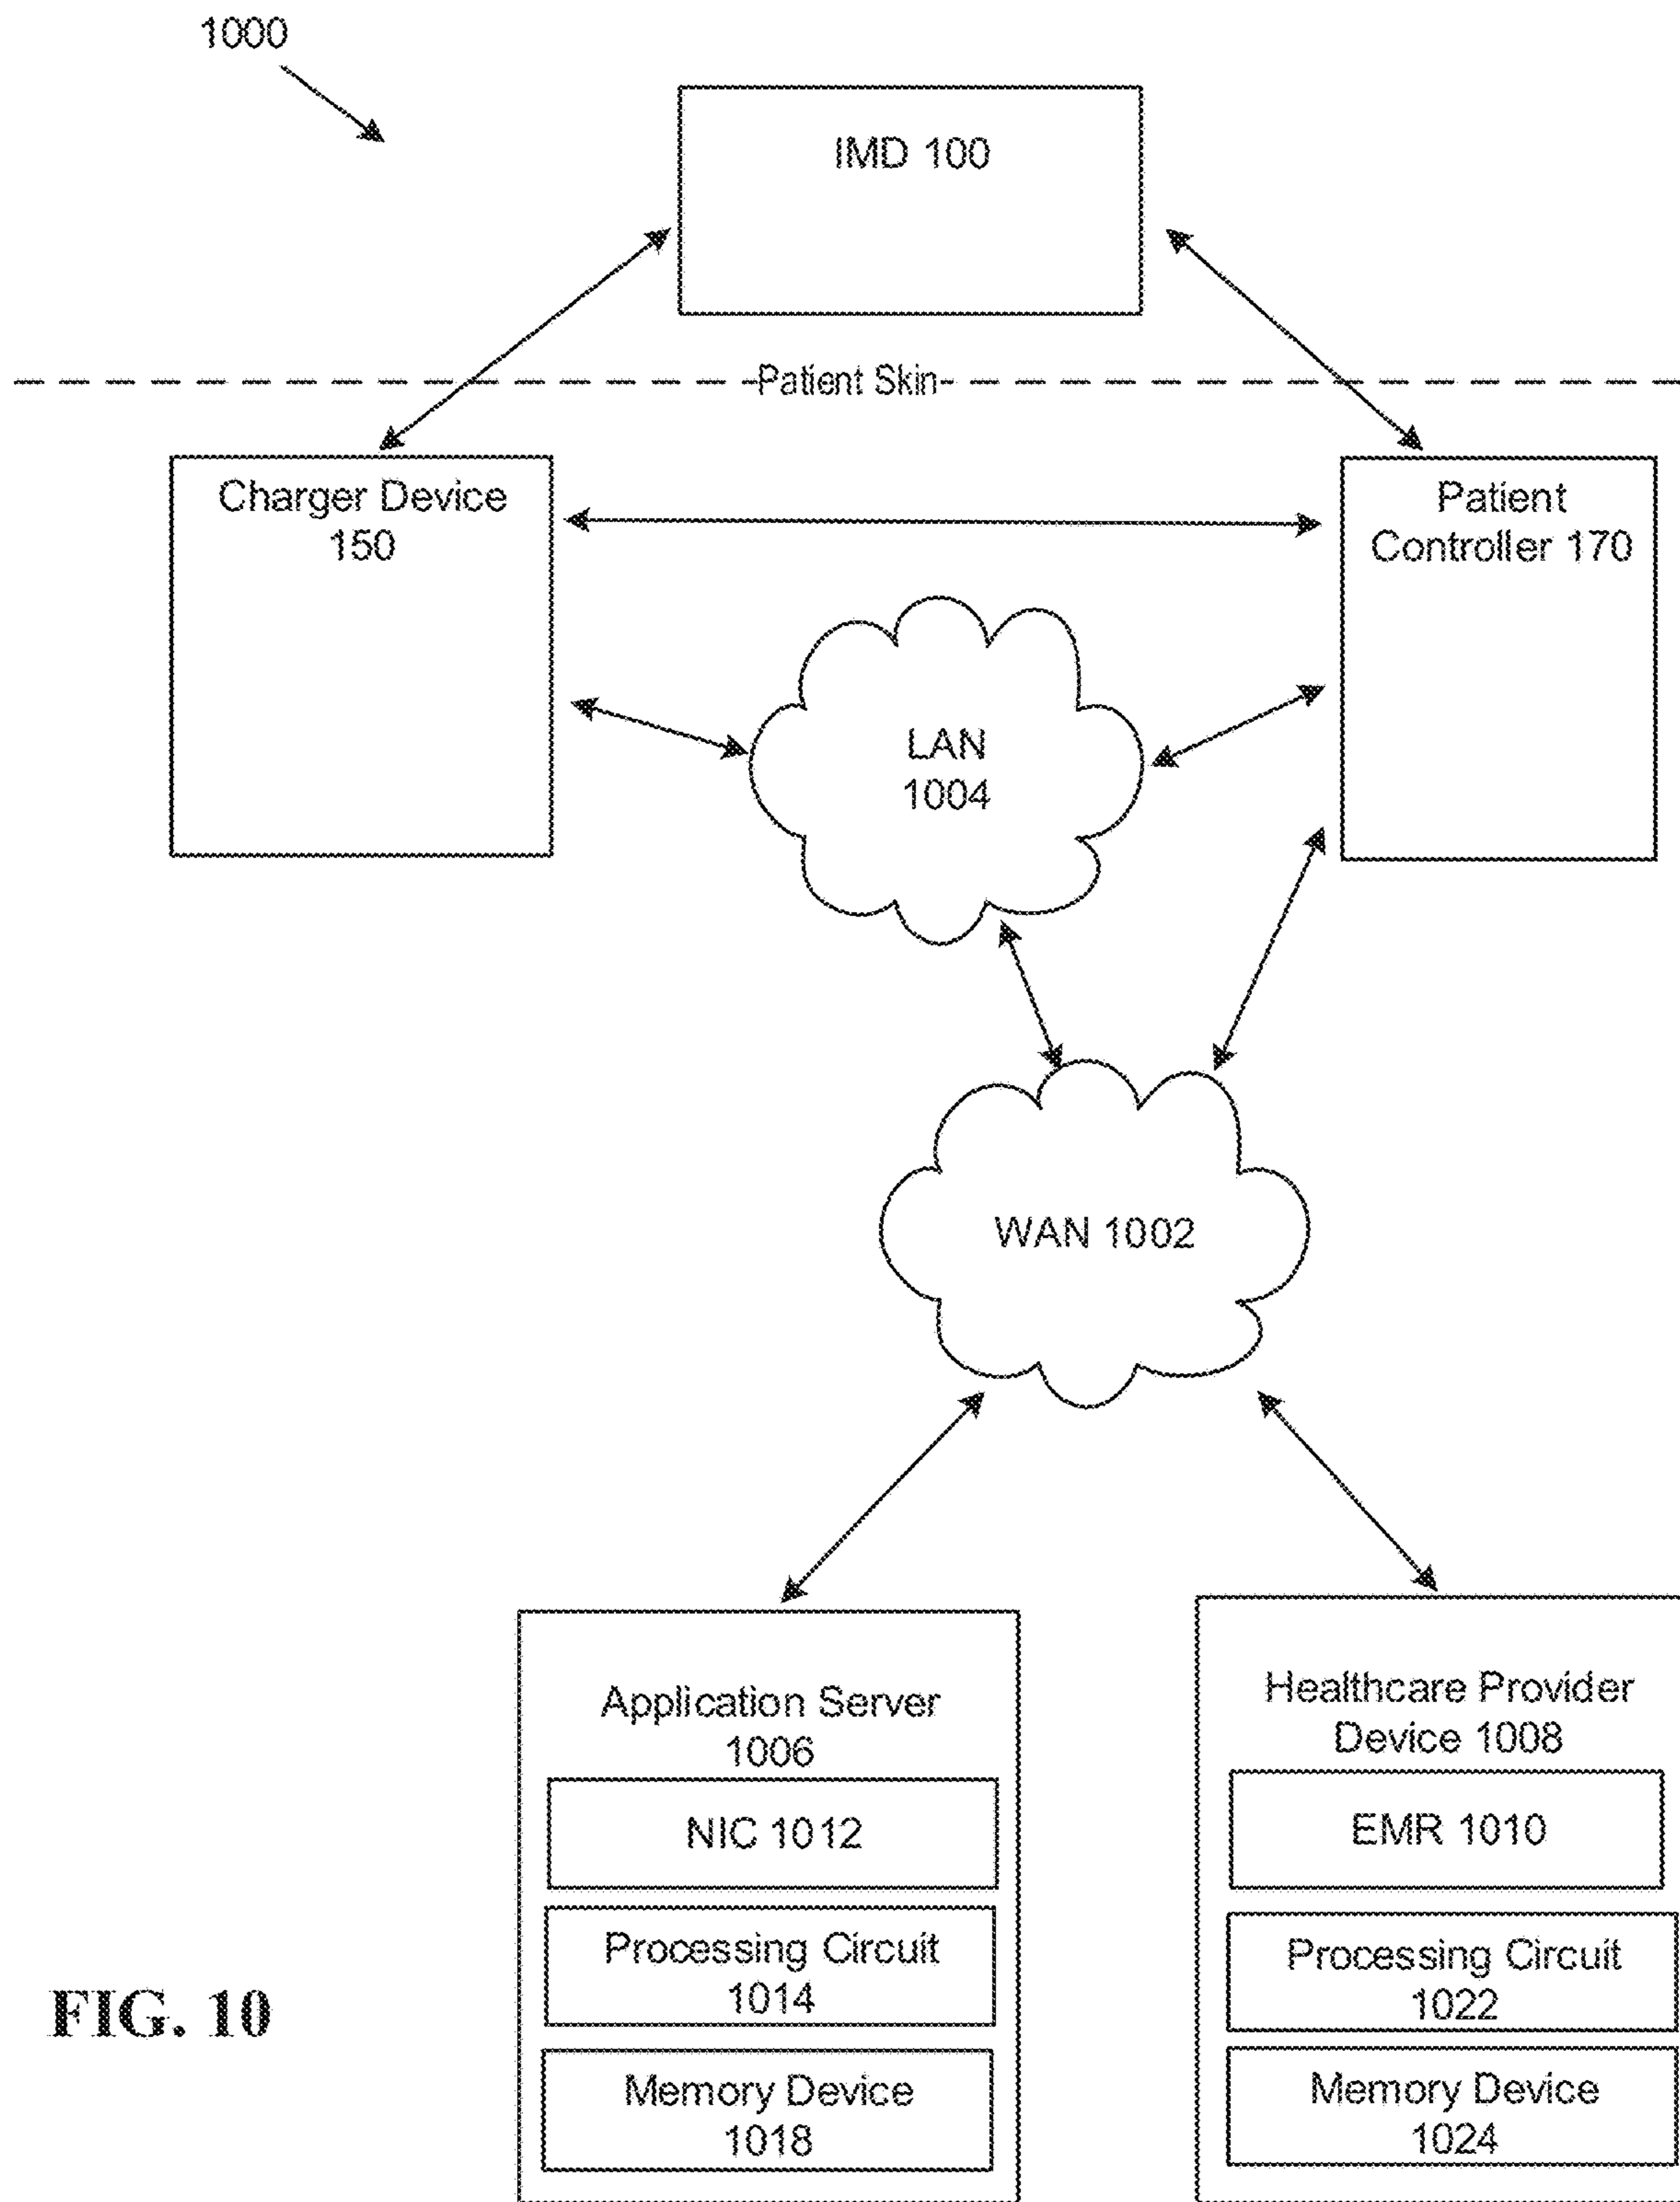 1000
IMD 100
Patient Skin
Charger Device
150
Patient
Controller 170
LAN
1004
WAN 1002
Application Server
1006
NIC 1012
Processing Circuit
1014
Memory Device
1018
Healthcare Provider
Device 1008
EMR 1010
Processing Circuit
1022
Memory Device
1024
FIG. 10